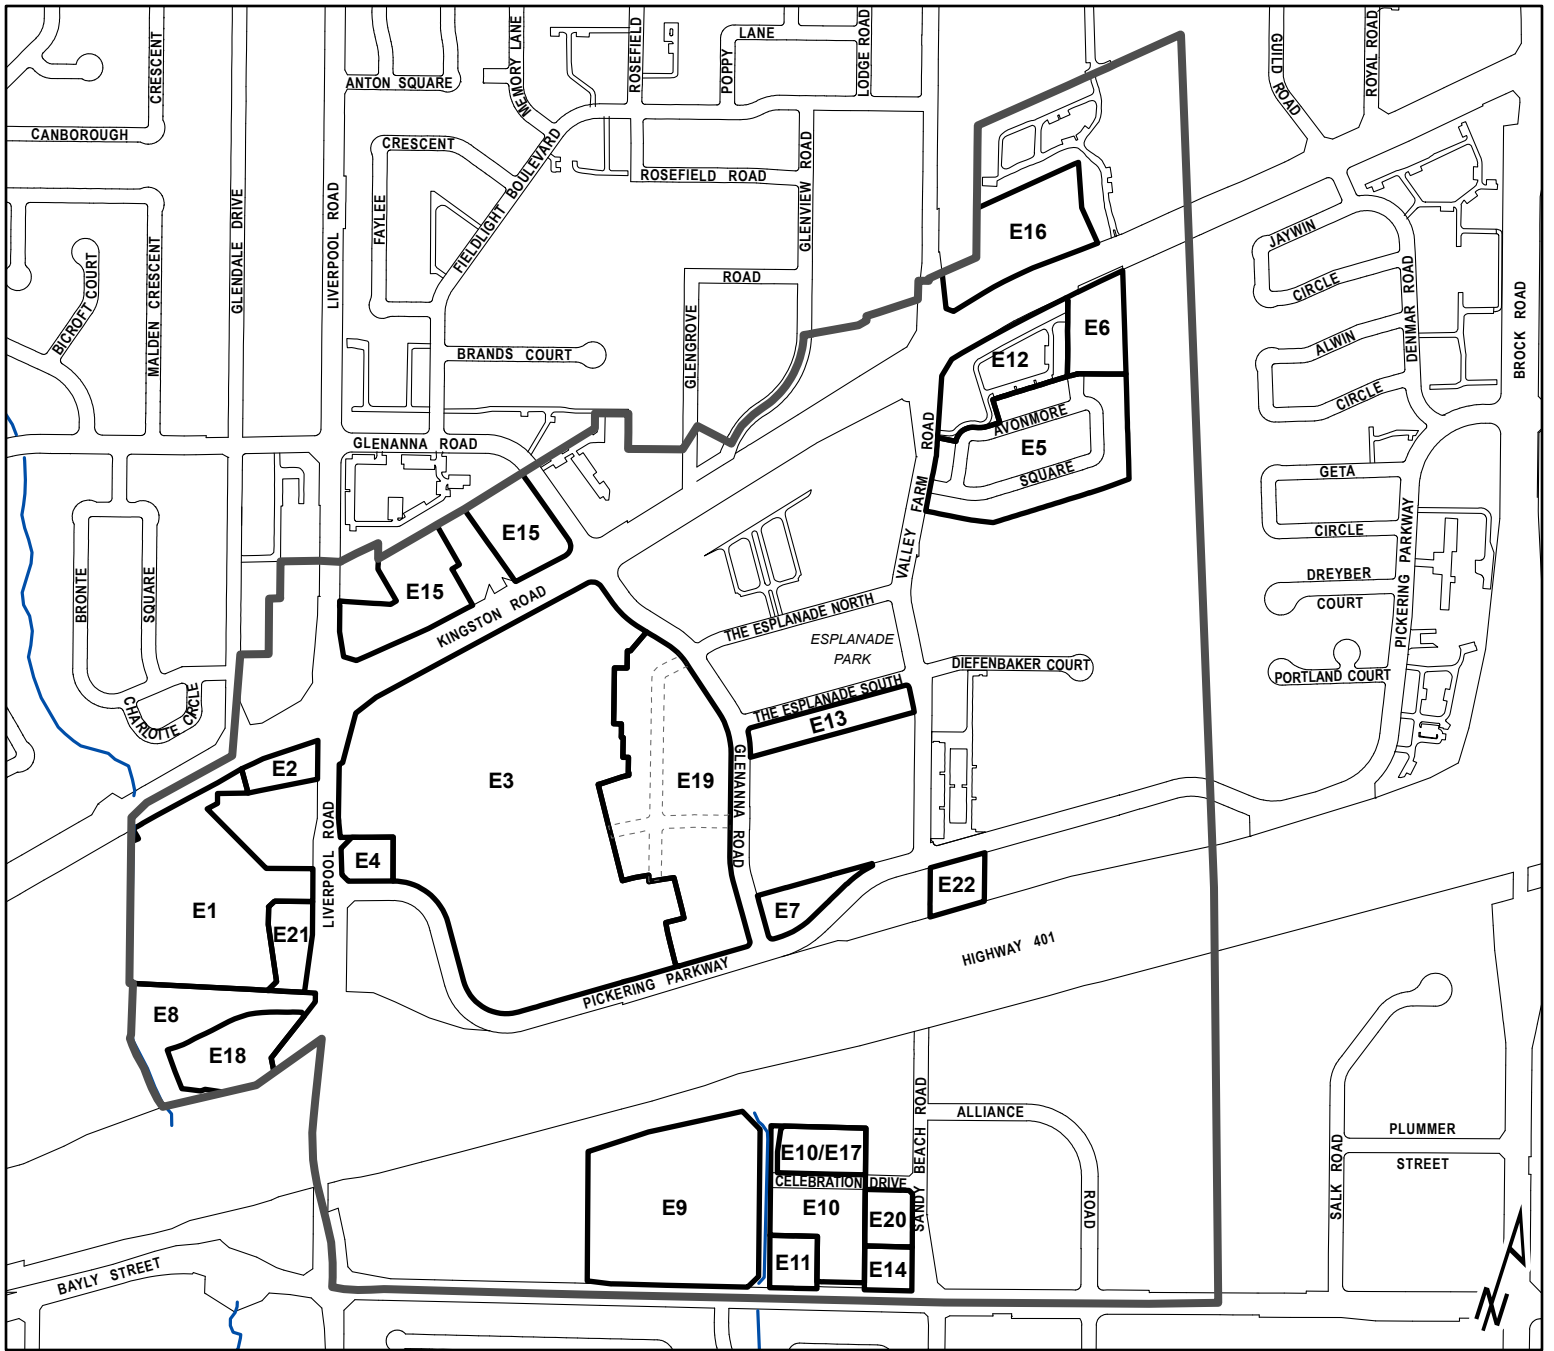 CRESCENT
MEMORY LANE
ROSEFIELD
POPPY
LANE
LODGE ROAD
GUILD
ROAD
ROYAL ROAD
ANTON SQUARE
CANBOROUGH
CRESCENT
FAYLEE
FIELDLIGHT BOULEVARD
ROSEFIELD ROAD
GLENVIEW ROAD
GLENDALE DRIVE
LIVERPOOL ROAD
BICROFT COURT
MALDEN CRESCENT
E16
JAYWIN
CIRCLE
DENMAR ROAD
BROCK ROAD
ROAD
GLENGROVE
BRANDS COURT
E6
E12
ALWIN
CIRCLE
AVONMORE
E5
SQUARE
GLENANNA ROAD
VALLEY FARM ROAD
GETA
CIRCLE
PICKERING PARKWAY
E15
E15
KINGSTON ROAD
DREYBER
COURT
BRONTE
SQUARE
THE ESPLANADE NORTH
ESPLANADE
PARK
DIEFENBAKER COURT
PORTLAND COURT
CHARLOTTE CIRCLE
THE ESPLANADE SOUTH
E13
E2
E3
E19
GLENANNA ROAD
LIVERPOOL ROAD
E4
E22
E1
E21
E7
HIGHWAY 401
PICKERING PARKWAY
E8
E18
SANDY BEACH ROAD
ALLIANCE
ROAD
PLUMMER
STREET
SALK ROAD
E10/E17
CELEBRATION DRIVE
E9
E10
E20
E11
E14
BAYLY STREET
N